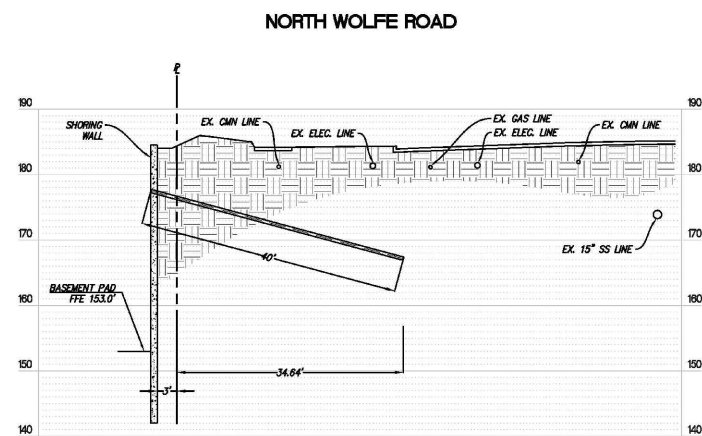 NORTH WOLFE ROAD
℄
190
190
SHORING
WALL
EX. CMN LINE
EX. ELEC. LINE
EX. GAS LINE
EX. ELEC. LINE
EX. CMN LINE
180
180
170
170
EX. 15" SS LINE
40'
BASEMENT PAD
FFE 153.0'
160
160
150
150
34.64'
3'
140
140